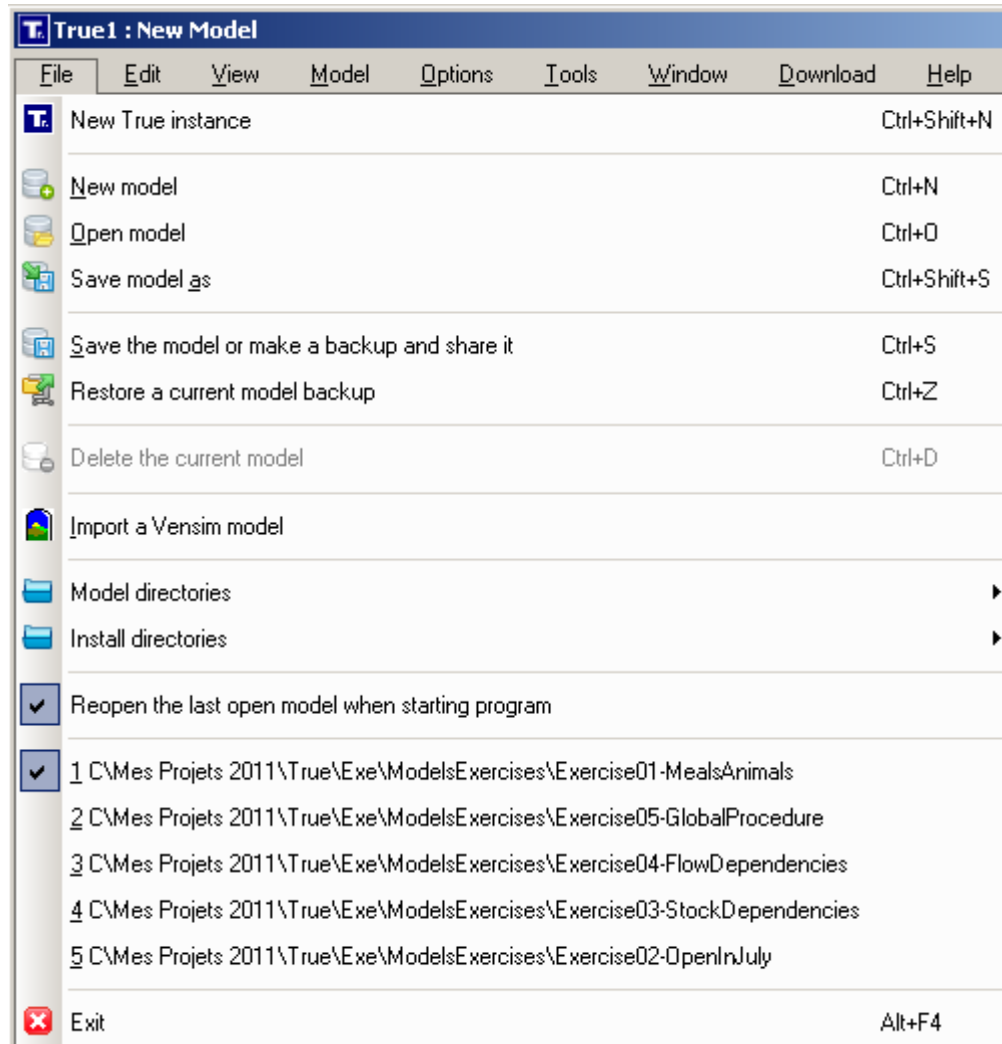 Tr. True1 : New Model
File Edit View Model Options Tools Window Download Help
Tr. New True instance Ctrl+Shift+N
New model Ctrl+N
Open model Ctrl+O
Save model as Ctrl+Shift+S
Save the model or make a backup and share it Ctrl+S
Restore a current model backup Ctrl+Z
Delete the current model Ctrl+D
Import a Vensim model
Model directories
Install directories
Reopen the last open model when starting program
1 C\Mes Projets 2011\True\Exe\ModelsExercises\Exercise01-MealsAnimals
2 C\Mes Projets 2011\True\Exe\ModelsExercises\Exercise05-GlobalProcedure
3 C\Mes Projets 2011\True\Exe\ModelsExercises\Exercise04-FlowDependencies
4 C\Mes Projets 2011\True\Exe\ModelsExercises\Exercise03-StockDependencies
5 C\Mes Projets 2011\True\Exe\ModelsExercises\Exercise02-OpenInJuly
Exit Alt+F4